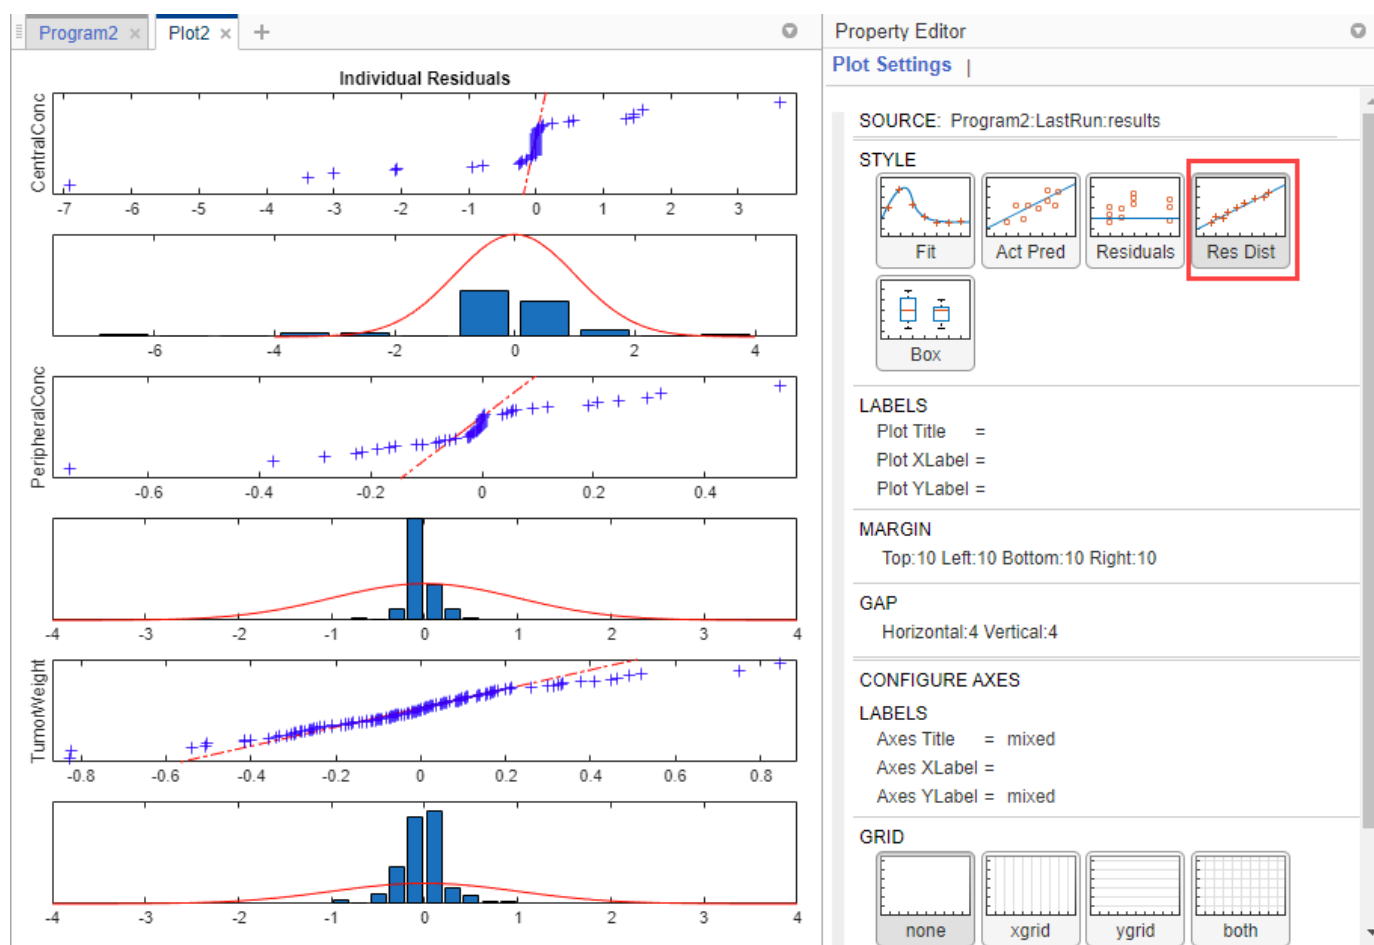 Program2 × Plot2 × +
Individual Residuals
CentralConc
-7 -6 -5 -4 -3 -2 -1 0 1 2 3
-6 -4 -2 0 2 4
PeripheralConc
-0.6 -0.4 -0.2 0 0.2 0.4
-4 -3 -2 -1 0 1 2 3 4
TumorWeight
-0.8 -0.6 -0.4 -0.2 0 0.2 0.4 0.6 0.8
-4 -3 -2 -1 0 1 2 3 4
Property Editor
Plot Settings |
SOURCE: Program2:LastRun:results
STYLE
Fit Act Pred Residuals Res Dist
Box
LABELS
Plot Title =
Plot XLabel =
Plot YLabel =
MARGIN
Top:10 Left:10 Bottom:10 Right:10
GAP
Horizontal:4 Vertical:4
CONFIGURE AXES
LABELS
Axes Title = mixed
Axes XLabel =
Axes YLabel = mixed
GRID
none xgrid ygrid both